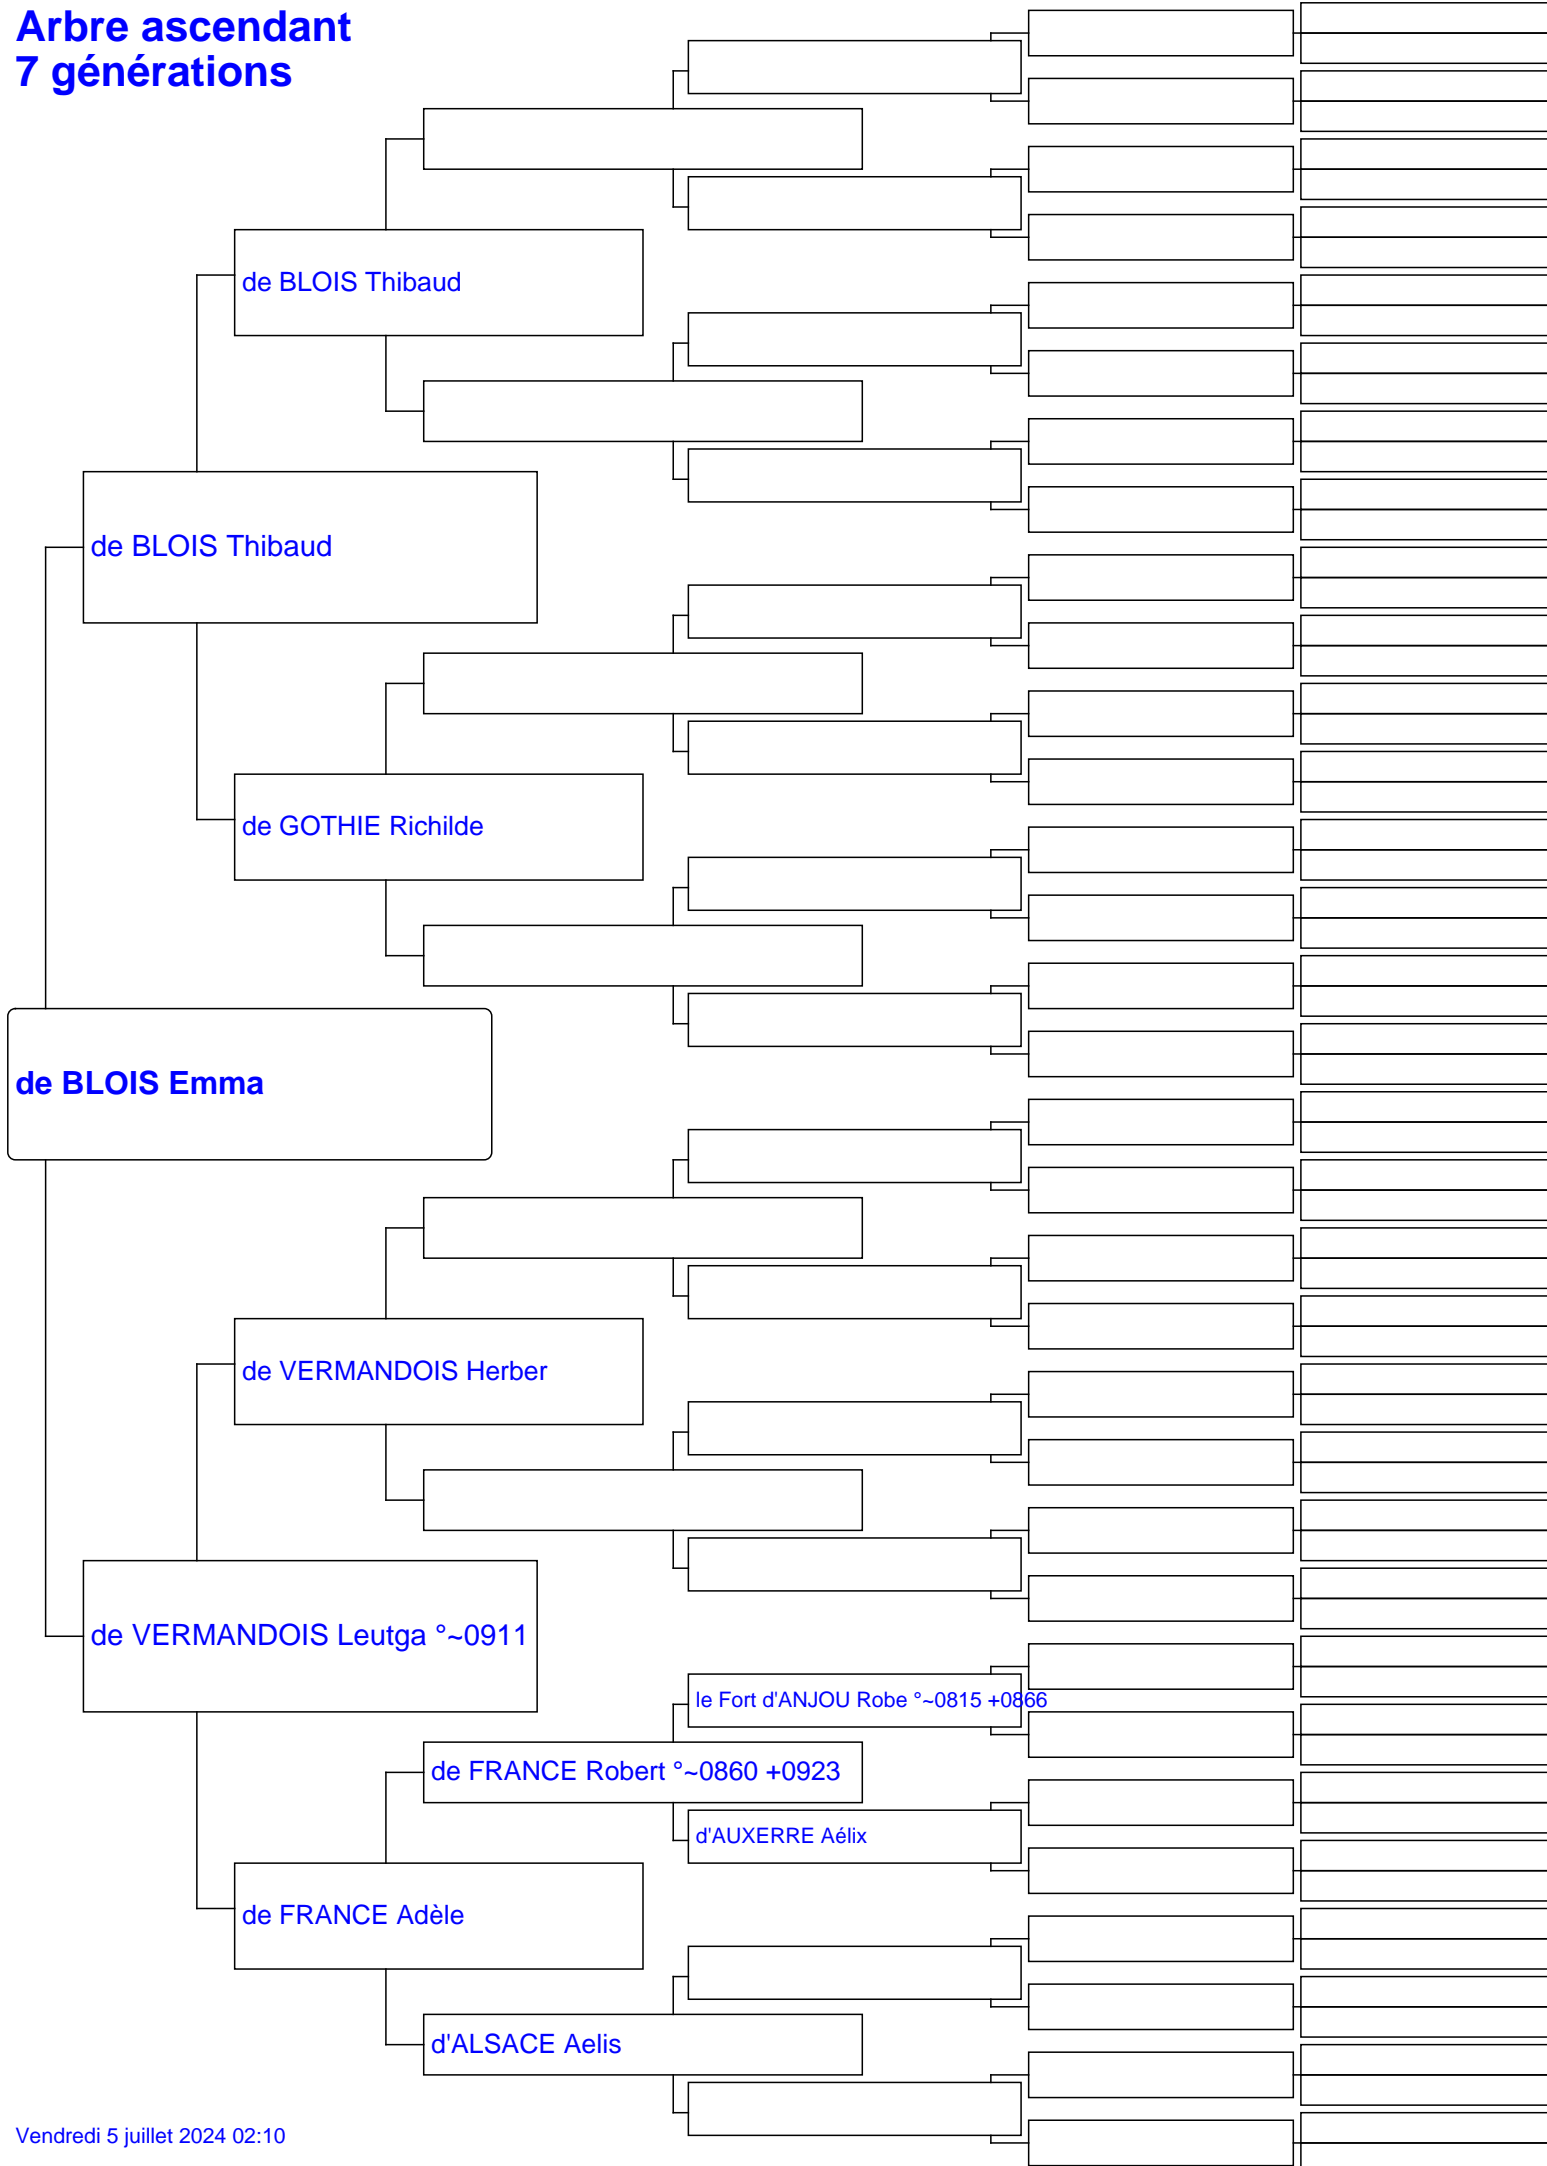 Arbre ascendant
7 générations
de BLOIS Thibaud
de BLOIS Thibaud
de GOTHIE Richilde
de BLOIS Emma
de VERMANDOIS Herber
de VERMANDOIS Leutga °~0911
le Fort d'ANJOU Robe °~0815 +0866
de FRANCE Robert °~0860 +0923
d'AUXERRE Aélix
de FRANCE Adèle
d'ALSACE Aelis
Vendredi 5 juillet 2024 02:10